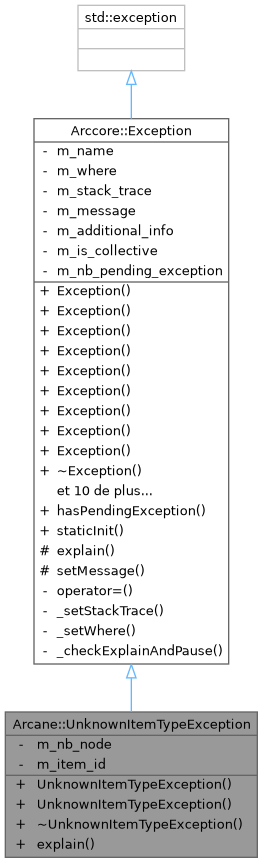 std::exception
Arccore::Exception
- m_name
- m_where
- m_stack_trace
- m_message
- m_additional_info
- m_is_collective
- m_nb_pending_exception
+ Exception()
+ Exception()
+ Exception()
+ Exception()
+ Exception()
+ Exception()
+ Exception()
+ Exception()
+ Exception()
+ ~Exception()
et 10 de plus...
+ hasPendingException()
+ staticInit()
# explain()
# setMessage()
- operator=()
- _setStackTrace()
- _setWhere()
- _checkExplainAndPause()
Arcane::UnknownItemTypeException
- m_nb_node
- m_item_id
+ UnknownItemTypeException()
+ UnknownItemTypeException()
+ ~UnknownItemTypeException()
+ explain()